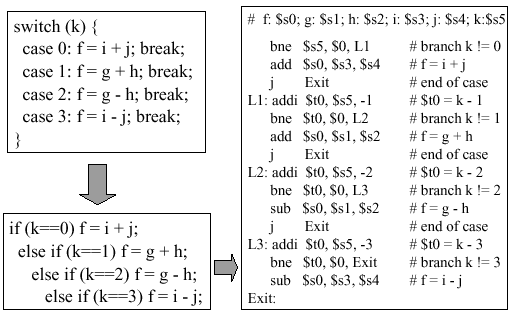 switch (k) {
case 0: f = i + j; break;
case 1: f = g + h; break;
case 2: f = g - h; break;
case 3: f = i - j; break;
}
if (k==0) f = i + j;
else if (k==1) f = g + h;
else if (k==2) f = g - h;
else if (k==3) f = i - j;
# f: $s0; g: $s1; h: $s2; i: $s3; j: $s4; k:$s5
bne $s5, $0, L1 # branch k != 0
add $s0, $s3, $s4 # f = i + j
j Exit # end of case
L1: addi $t0, $s5, -1 # $t0 = k - 1
bne $t0, $0, L2 # branch k != 1
add $s0, $s1, $s2 # f = g + h
j Exit # end of case
L2: addi $t0, $s5, -2 # $t0 = k - 2
bne $t0, $0, L3 # branch k != 2
sub $s0, $s1, $s2 # f = g - h
j Exit # end of case
L3: addi $t0, $s5, -3 # $t0 = k - 3
bne $t0, $0, Exit # branch k != 3
sub $s0, $s3, $s4 # f = i - j
Exit: